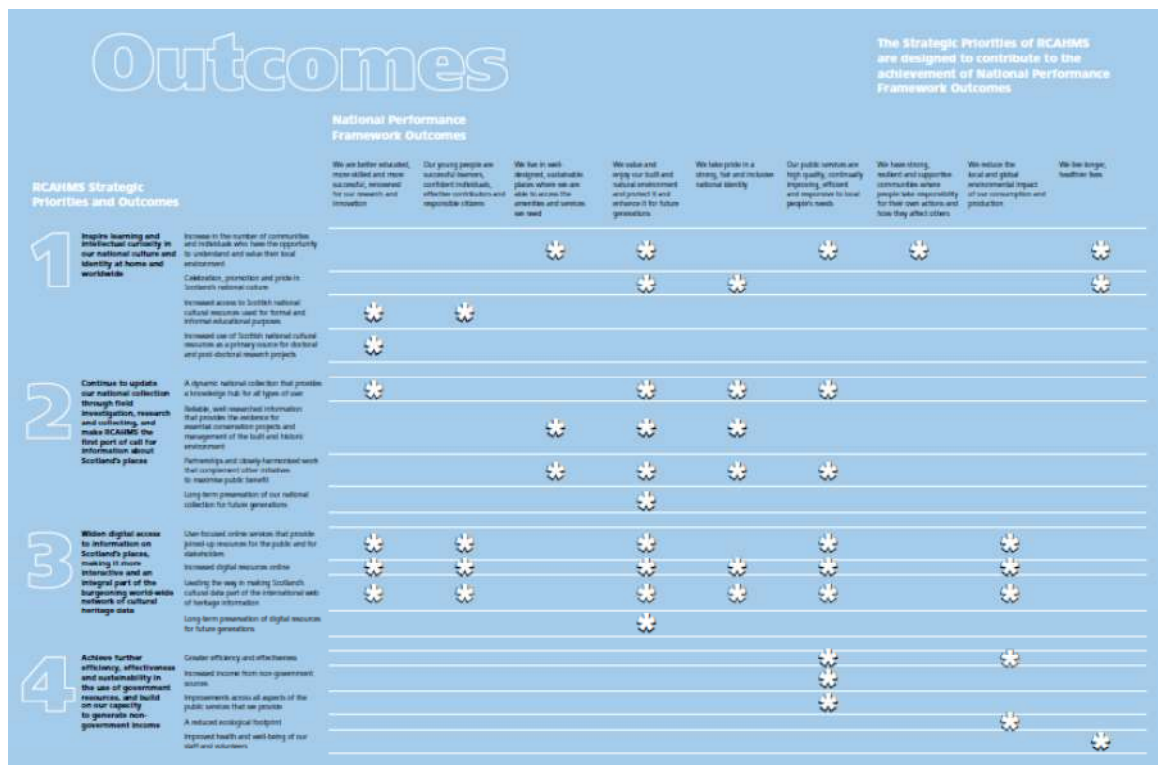 Outcomes
The Strategic Priorities of RCAHMS
are designed to contribute to the
achievement of National Performance
Framework Outcomes
National Performance
Framework Outcomes
RCAHMS Strategic
Priorities and Outcomes
We are better educated,
more skilled and more
successful, renowned
for our research and
innovation
Our young people are
successful learners,
confident individuals,
effective contributors and
responsible citizens
We live in well-
designed, sustainable
places where we are
able to access the
amenities and services
we need
We value and
enjoy our built and
natural environment
and protect it and
enhance it for future
generations
We take pride in a
strong, fair and inclusive
national identity
Our public services are
high quality, continually
improving, efficient
and responsive to local
people's needs
We have strong,
resilient and supportive
communities where
people take responsibility
for their own actions and
how they affect others
We reduce the
local and global
environmental impact
of our consumption and
production
We live longer,
healthier lives
1
Inspire learning and
intellectual curiosity in
our national culture and
identity at home and
worldwide
Increase in the number of communities
and individuals who have the opportunity
to understand and value their local
environment
Celebration, promotion and pride in
Scotland's national culture
Increased access to Scottish national
cultural resources used for formal and
informal educational purposes
Increased use of Scottish national cultural
resources as a primary source for doctoral
and post-doctoral research projects
2
Continue to update
our national collection
through field
investigation, research
and collecting, and
make RCAHMS the
first port of call for
information about
Scotland's places
A dynamic national collection that provides
a knowledge hub for all types of user
Reliable, well researched information
that provides the evidence for
essential conservation projects and
management of the built and historic
environment
Partnerships and closely-harmonised work
that complement other initiatives
to maximise public benefit
Long-term preservation of our national
collection for future generations
3
Widen digital access
to information on
Scotland's places,
making it more
interactive and an
integral part of the
burgeoning world-wide
network of cultural
heritage data
User-focused online services that provide
joined-up resources for the public and for
stakeholders
Increased digital resources online
Leading the way in making Scotland's
cultural data part of the international web
of heritage information
Long-term preservation of digital resources
for future generations
4
Achieve further
efficiency, effectiveness
and sustainability in
the use of government
resources, and build
on our capacity
to generate non-
government income
Greater efficiency and effectiveness
Increased income from non-government
sources
Improvements across all aspects of the
public services that we provide
A reduced ecological footprint
Improved health and well-being of our
staff and volunteers